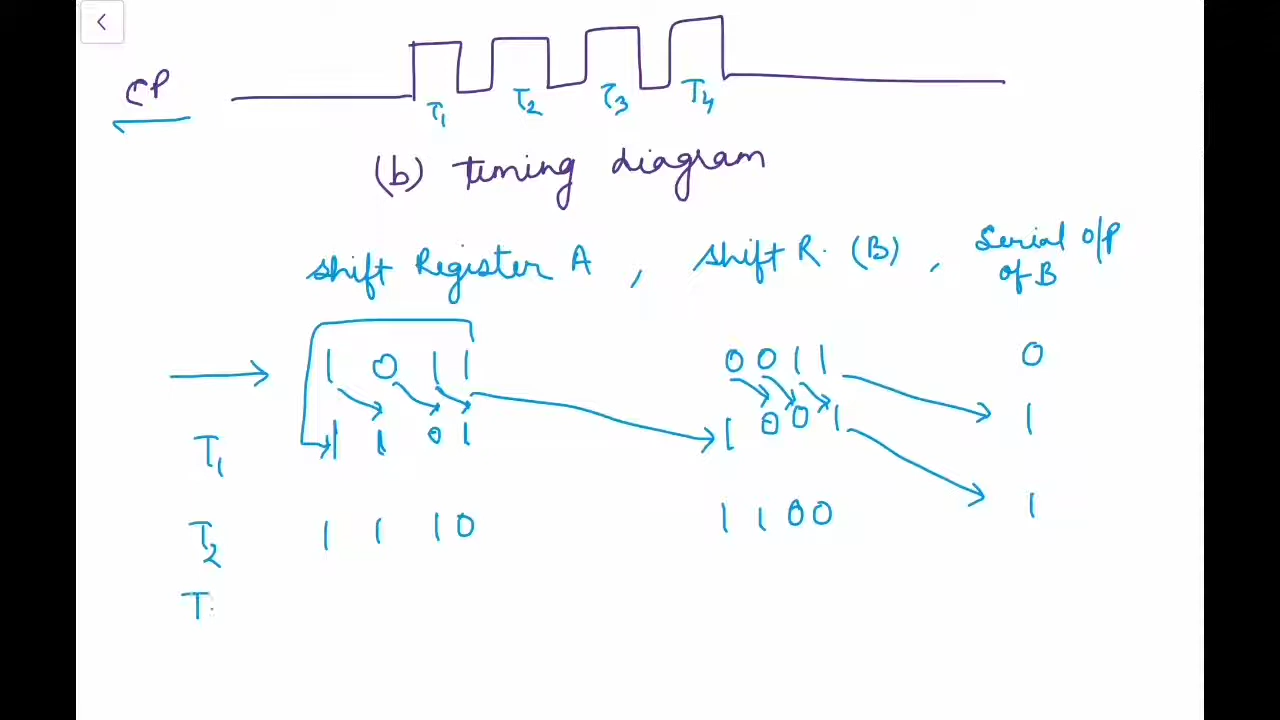 CP
T1 T2 T3 T4
(b) Timing diagram
Shift Register A , Shift R. (B) , Serial O/P of B
1 0 1 1 0 0 1 1 0
T1 1 1 0 1 1 0 0 1 1
T2 1 1 1 0 1 1 0 0 1
T